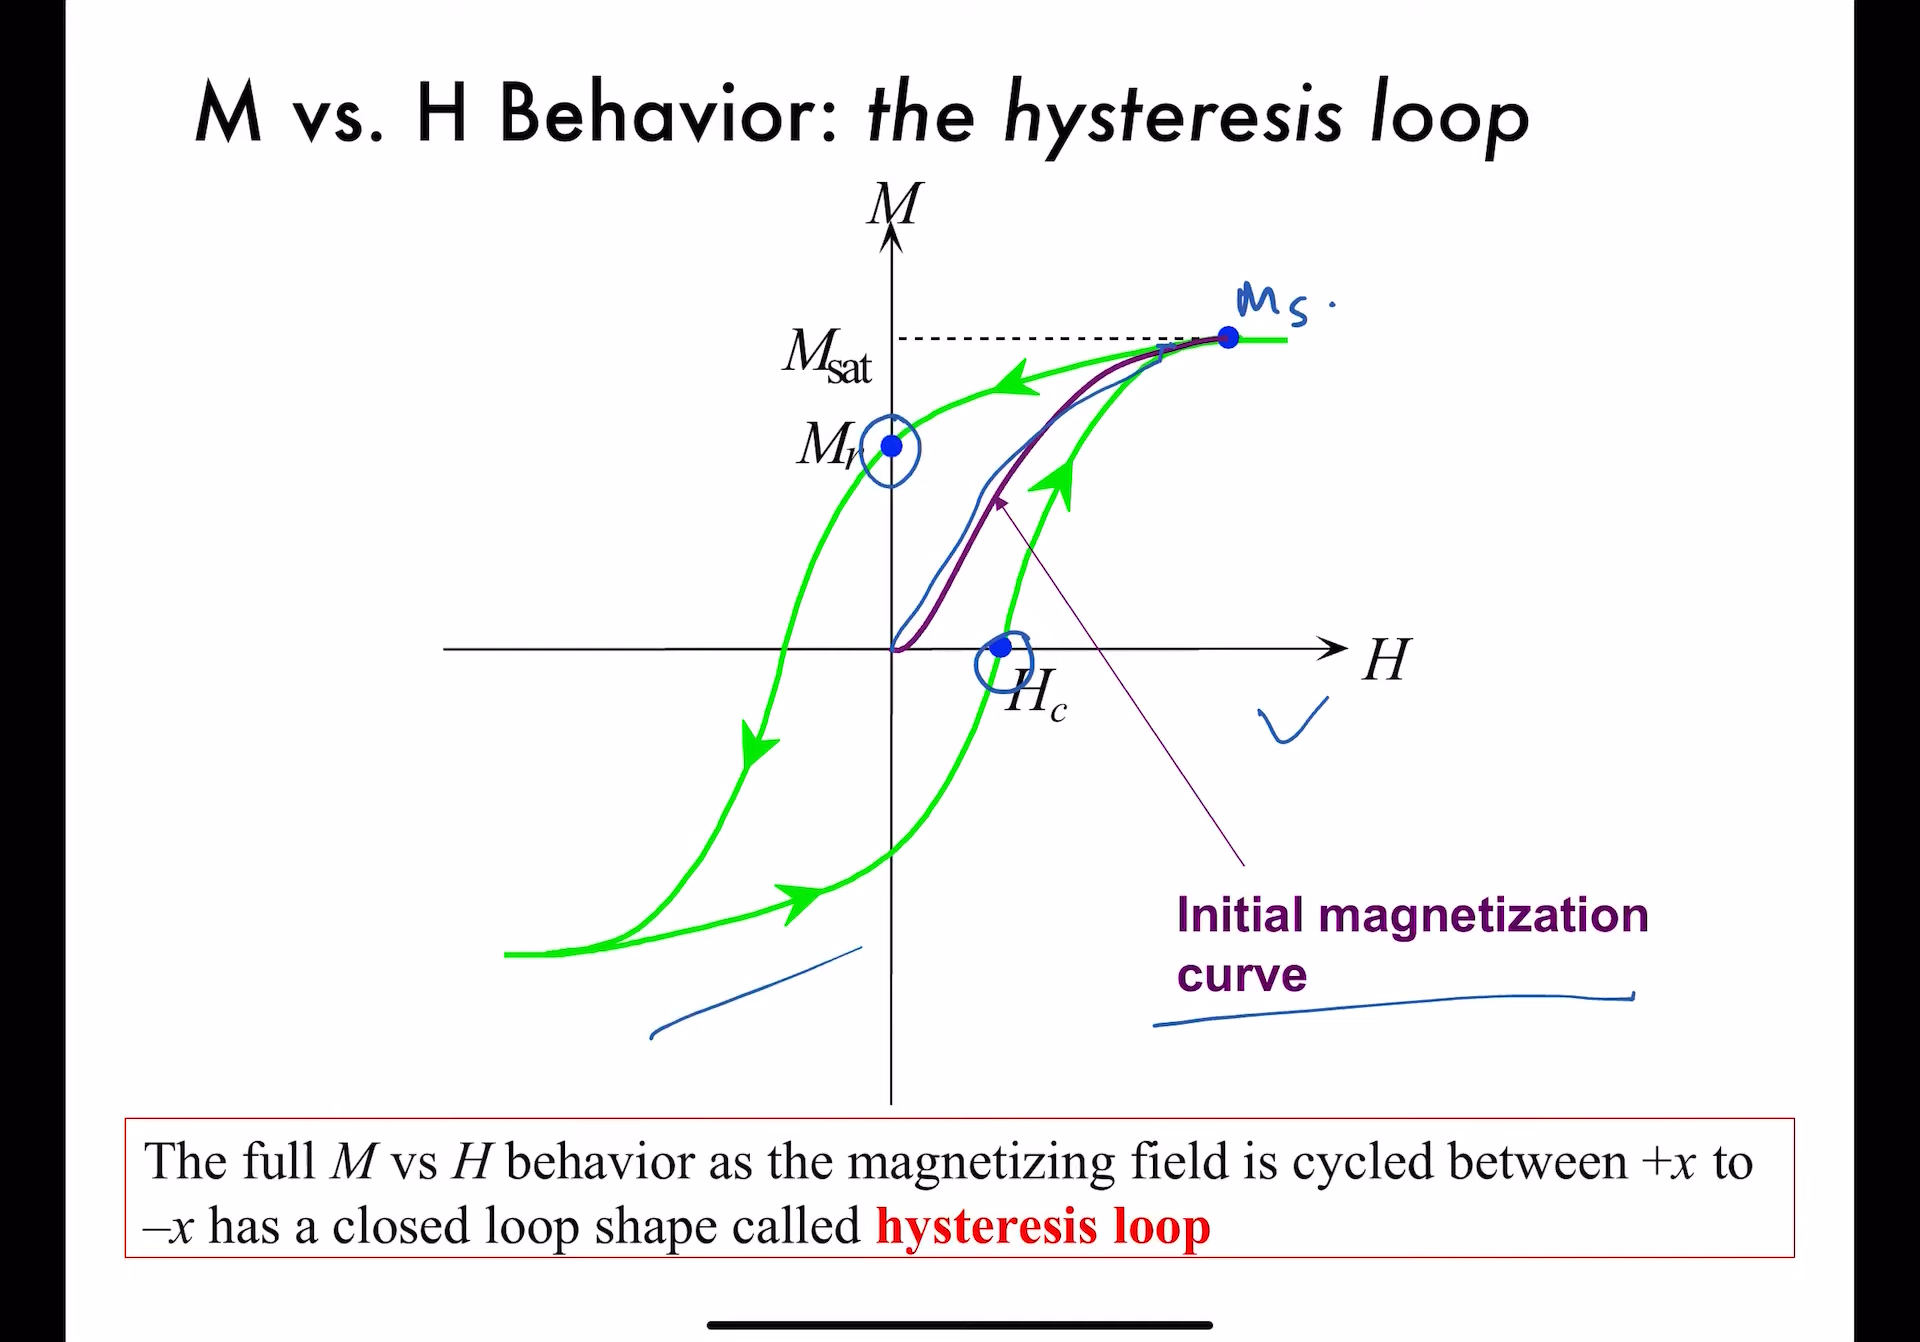 M vs. H Behavior: the hysteresis loop
M
Ms.
Msat
Mr
H
Hc
Initial magnetization
curve
The full M vs H behavior as the magnetizing field is cycled between +x to
–x has a closed loop shape called hysteresis loop